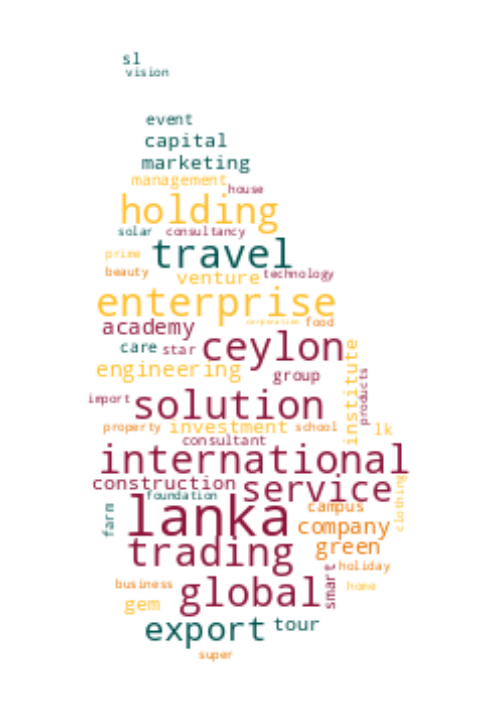 sl
vision
event
capital
marketing
management
house
holding
solar consultancy
travel
prime
beauty venture technology
enterprise
corporation food
academy
care star ceylon
engineering group institute
import solution products
property investment school lk
consultant
international
construction service
foundation clothing
farm lanka campus
company
trading green
holiday
business global smart home
gem
export tour
super